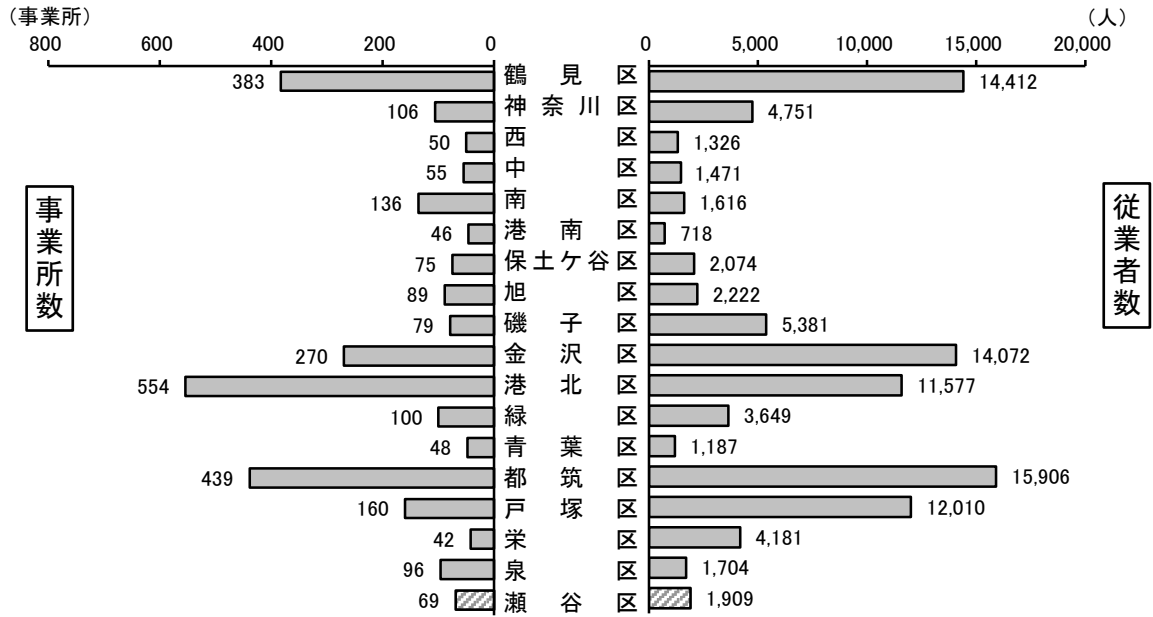 （事業所）
（人）
800 600 400 200 0
0 5,000 10,000 15,000 20,000
事業所数
従業者数
383 鶴見区 14,412
106 神奈川区 4,751
50 西区 1,326
55 中区 1,471
136 南区 1,616
46 港南区 718
75 保土ケ谷区 2,074
89 旭区 2,222
79 磯子区 5,381
270 金沢区 14,072
554 港北区 11,577
100 緑区 3,649
48 青葉区 1,187
439 都筑区 15,906
160 戸塚区 12,010
42 栄区 4,181
96 泉区 1,704
69 瀬谷区 1,909